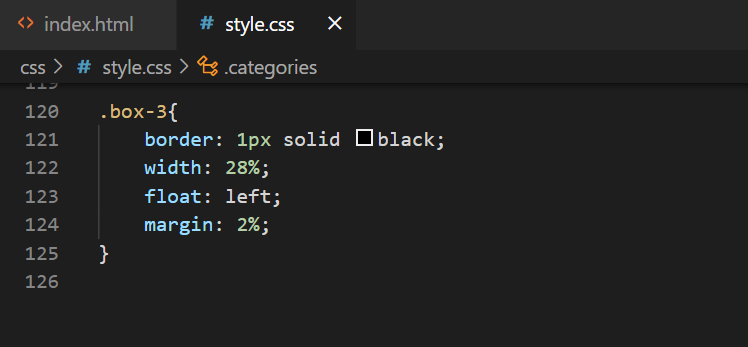 index.html
# style.css ×
css > # style.css > .categories
119
120 .box-3{
121 border: 1px solid black;
122 width: 28%;
123 float: left;
124 margin: 2%;
125 }
126